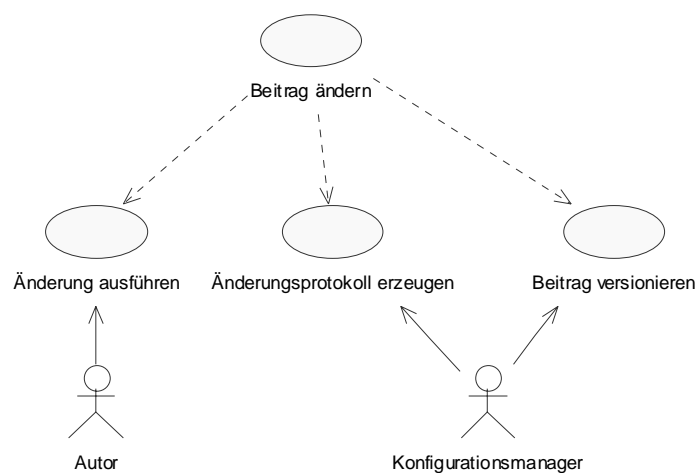 Beitrag ändern
Änderung ausführen
Änderungsprotokoll erzeugen
Beitrag versionieren
Autor
Konfigurationsmanager